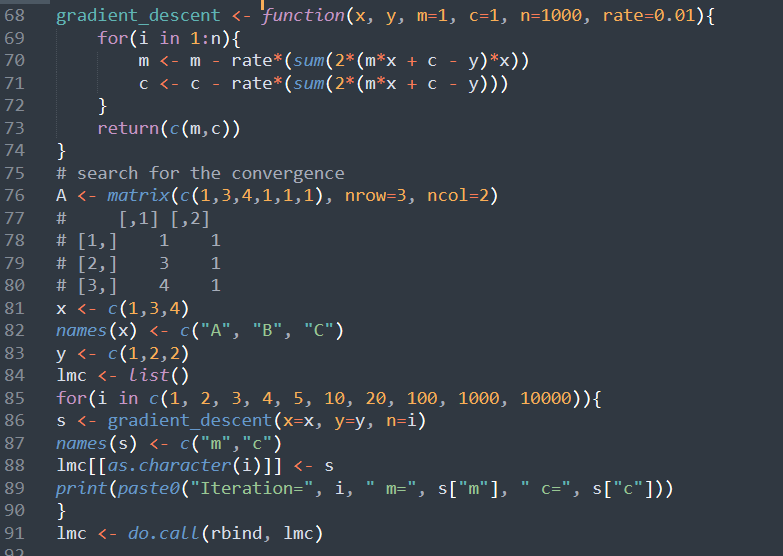 68 gradient_descent <- function(x, y, m=1, c=1, n=1000, rate=0.01){
69     for(i in 1:n){
70         m <- m - rate*(sum(2*(m*x + c - y)*x))
71         c <- c - rate*(sum(2*(m*x + c - y)))
72     }
73     return(c(m,c))
74 }
75 # search for the convergence
76 A <- matrix(c(1,3,4,1,1,1), nrow=3, ncol=2)
77 #     [,1] [,2]
78 # [1,]    1    1
79 # [2,]    3    1
80 # [3,]    4    1
81 x <- c(1,3,4)
82 names(x) <- c("A", "B", "C")
83 y <- c(1,2,2)
84 lmc <- list()
85 for(i in c(1, 2, 3, 4, 5, 10, 20, 100, 1000, 10000)){
86 s <- gradient_descent(x=x, y=y, n=i)
87 names(s) <- c("m","c")
88 lmc[[as.character(i)]] <- s
89 print(paste0("Iteration=", i, " m=", s["m"], " c=", s["c"]))
90 }
91 lmc <- do.call(rbind, lmc)
92